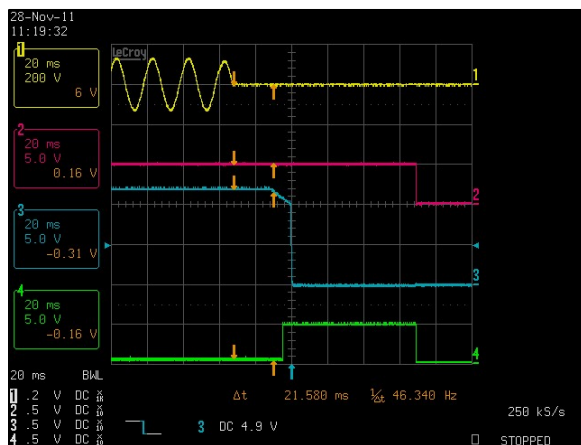 28-Nov-11
11:19:32
LeCroy
1
20 ms
200 V
6 V
1
2
20 ms
5.0 V
0.16 V
2
3
20 ms
5.0 V
-0.31 V
3
4
20 ms
5.0 V
-0.16 V
4
20 ms BWL
1 .2 V DC
2 .5 V DC
3 .5 V DC
4 .5 V DC
Δt 21.580 ms 1/Δt 46.340 Hz
3 DC 4.9 V
250 kS/s
STOPPED